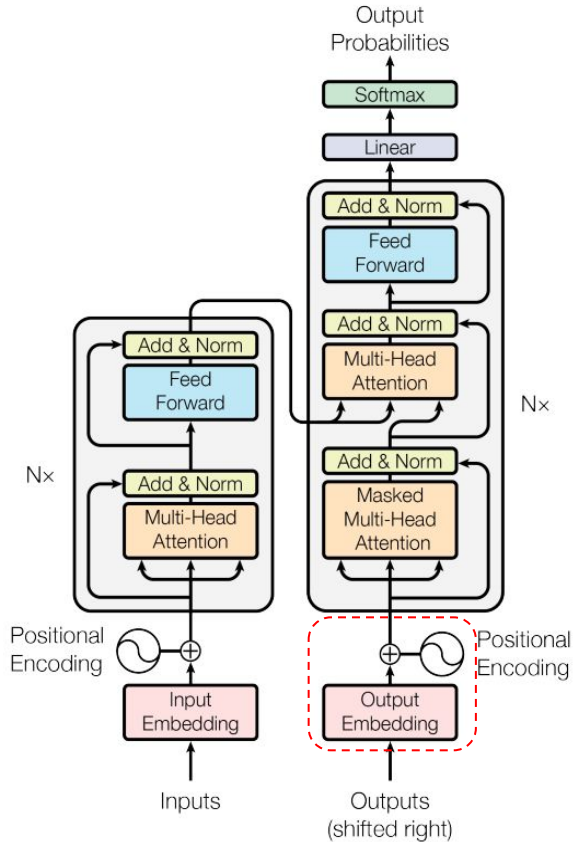 Output
Probabilities
Softmax
Linear
Add & Norm
Feed
Forward
Add & Norm
Multi-Head
Attention
Add & Norm
Masked
Multi-Head
Attention
N×
Add & Norm
Feed
Forward
Add & Norm
Multi-Head
Attention
N×
Positional
Encoding
Input
Embedding
Inputs
Positional
Encoding
Output
Embedding
Outputs
(shifted right)